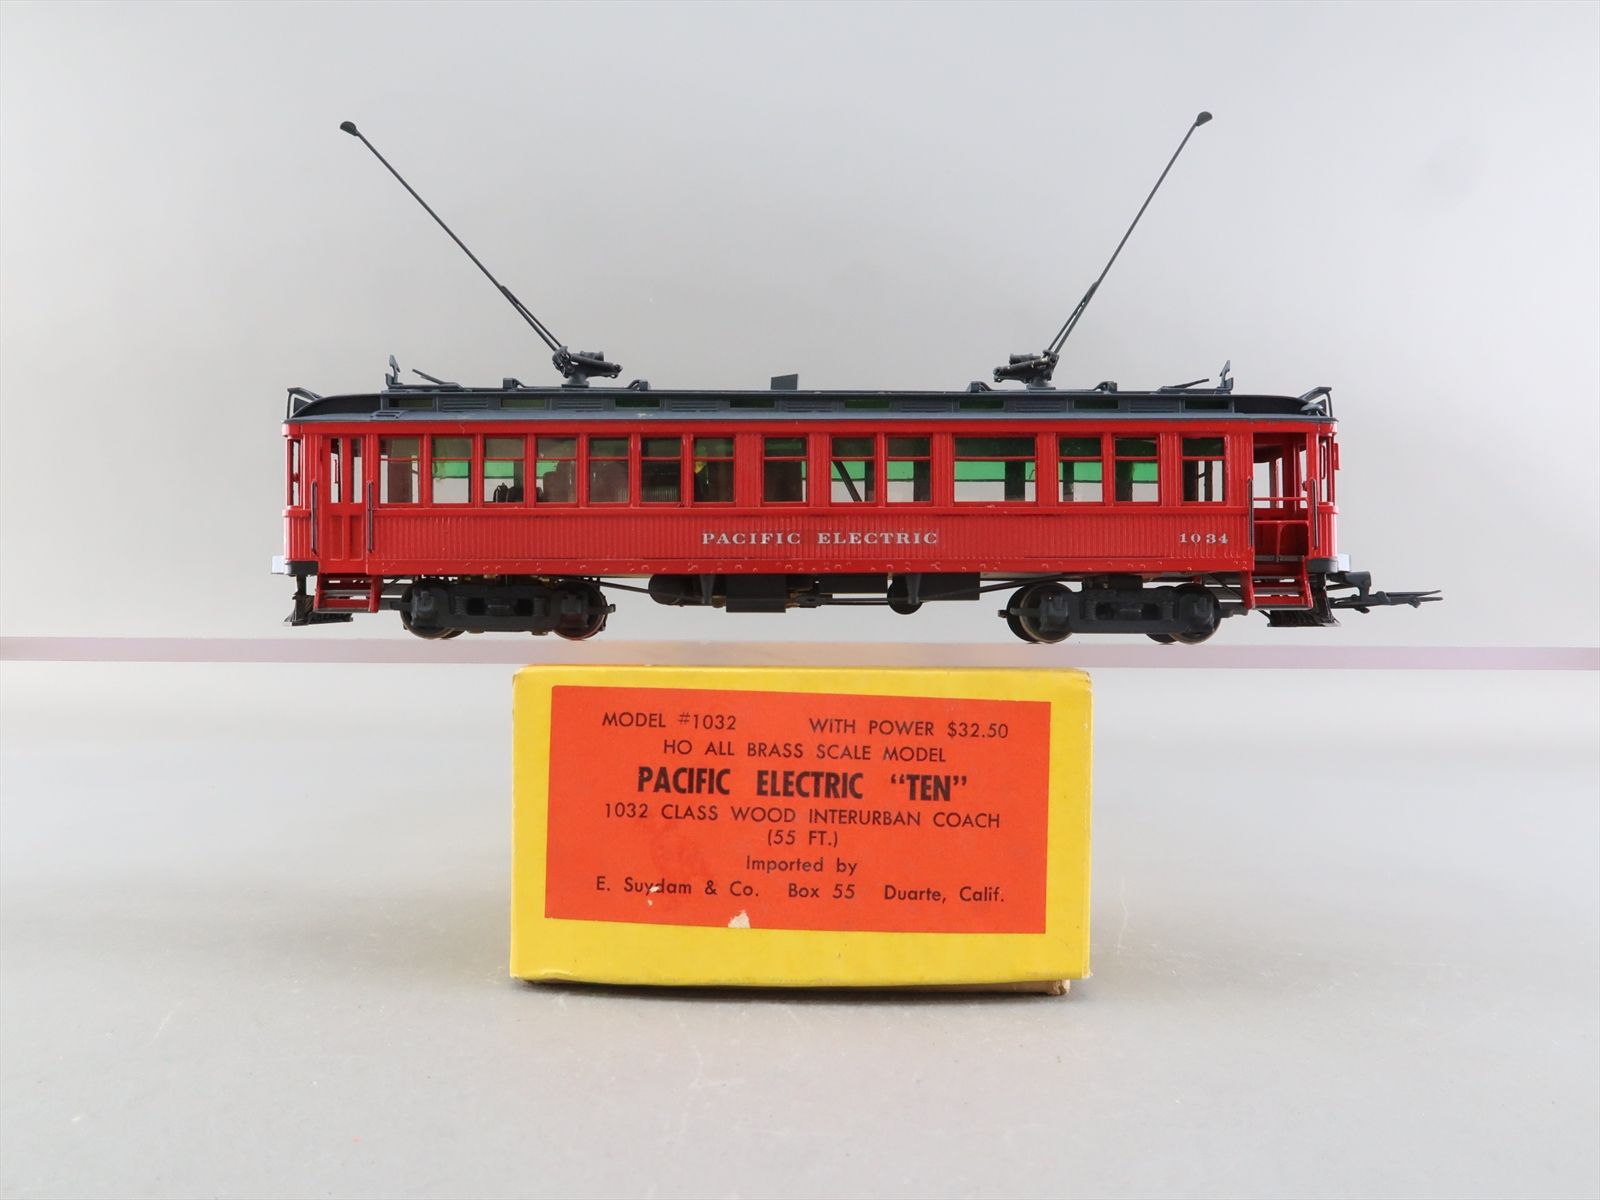 PACIFIC ELECTRIC 1034
MODEL #1032 WITH POWER $32.50
HO ALL BRASS SCALE MODEL
PACIFIC ELECTRIC "TEN"
1032 CLASS WOOD INTERURBAN COACH
(55 FT.)
Imported by
E. Suydam & Co. Box 55 Duarte, Calif.